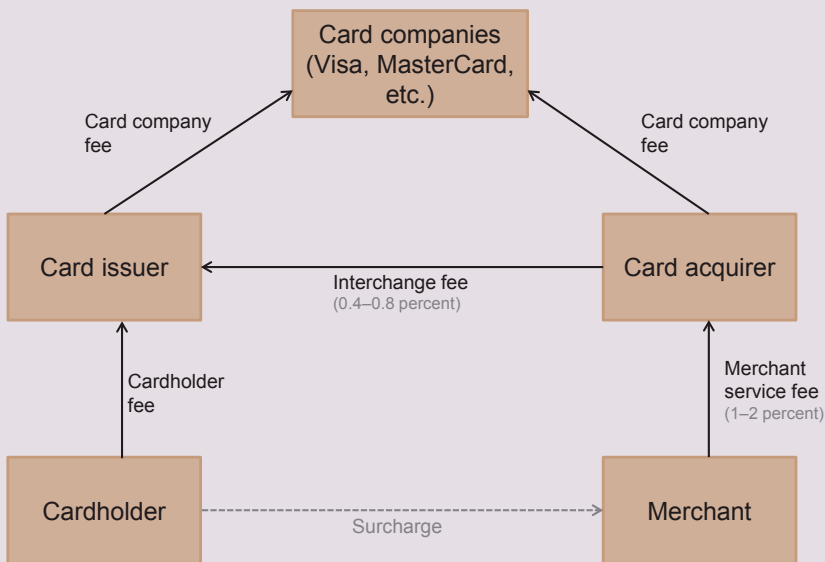 Card companies
(Visa, MasterCard,
etc.)
Card company
fee
Card company
fee
Card issuer
Card acquirer
Interchange fee
(0.4–0.8 percent)
Cardholder
fee
Merchant
service fee
(1–2 percent)
Cardholder
Surcharge
Merchant